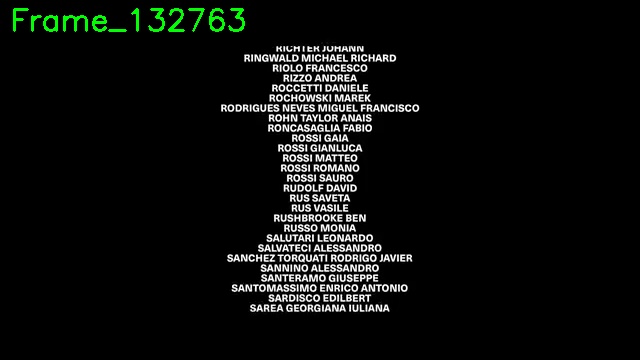 Frame_132763
RICHTER JOHANN
RINGWALD MICHAEL RICHARD
RIOLO FRANCESCO
RIZZO ANDREA
ROCCETTI DANIELE
ROCHOWSKI MAREK
RODRIGUES NEVES MIGUEL FRANCISCO
ROHN TAYLOR ANAIS
RONCASAGLIA FABIO
ROSSI GAIA
ROSSI GIANLUCA
ROSSI MATTEO
ROSSI ROMANO
ROSSI SAURO
RUDOLF DAVID
RUS SAVETA
RUS VASILE
RUSHBROOKE BEN
RUSSO MONIA
SALUTARI LEONARDO
SALVATECI ALESSANDRO
SANCHEZ TORQUATI RODRIGO JAVIER
SANNINO ALESSANDRO
SANTERAMO GIUSEPPE
SANTOMASSIMO ENRICO ANTONIO
SARDISCO EDILBERT
SAREA GEORGIANA IULIANA